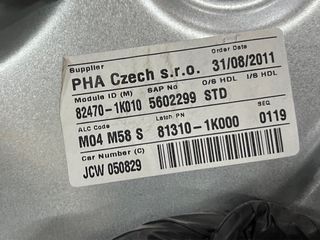 Supplier Order Date
PHA Czech s.r.o. 31/08/2011
Module ID (M) SAP No O/S HDL I/S HDL
82470-1K010 5602299 STD
ALC Code Latch PN SEQ
M04 M58 S 81310-1K000 0119
Car Number (C)
JCW 050829